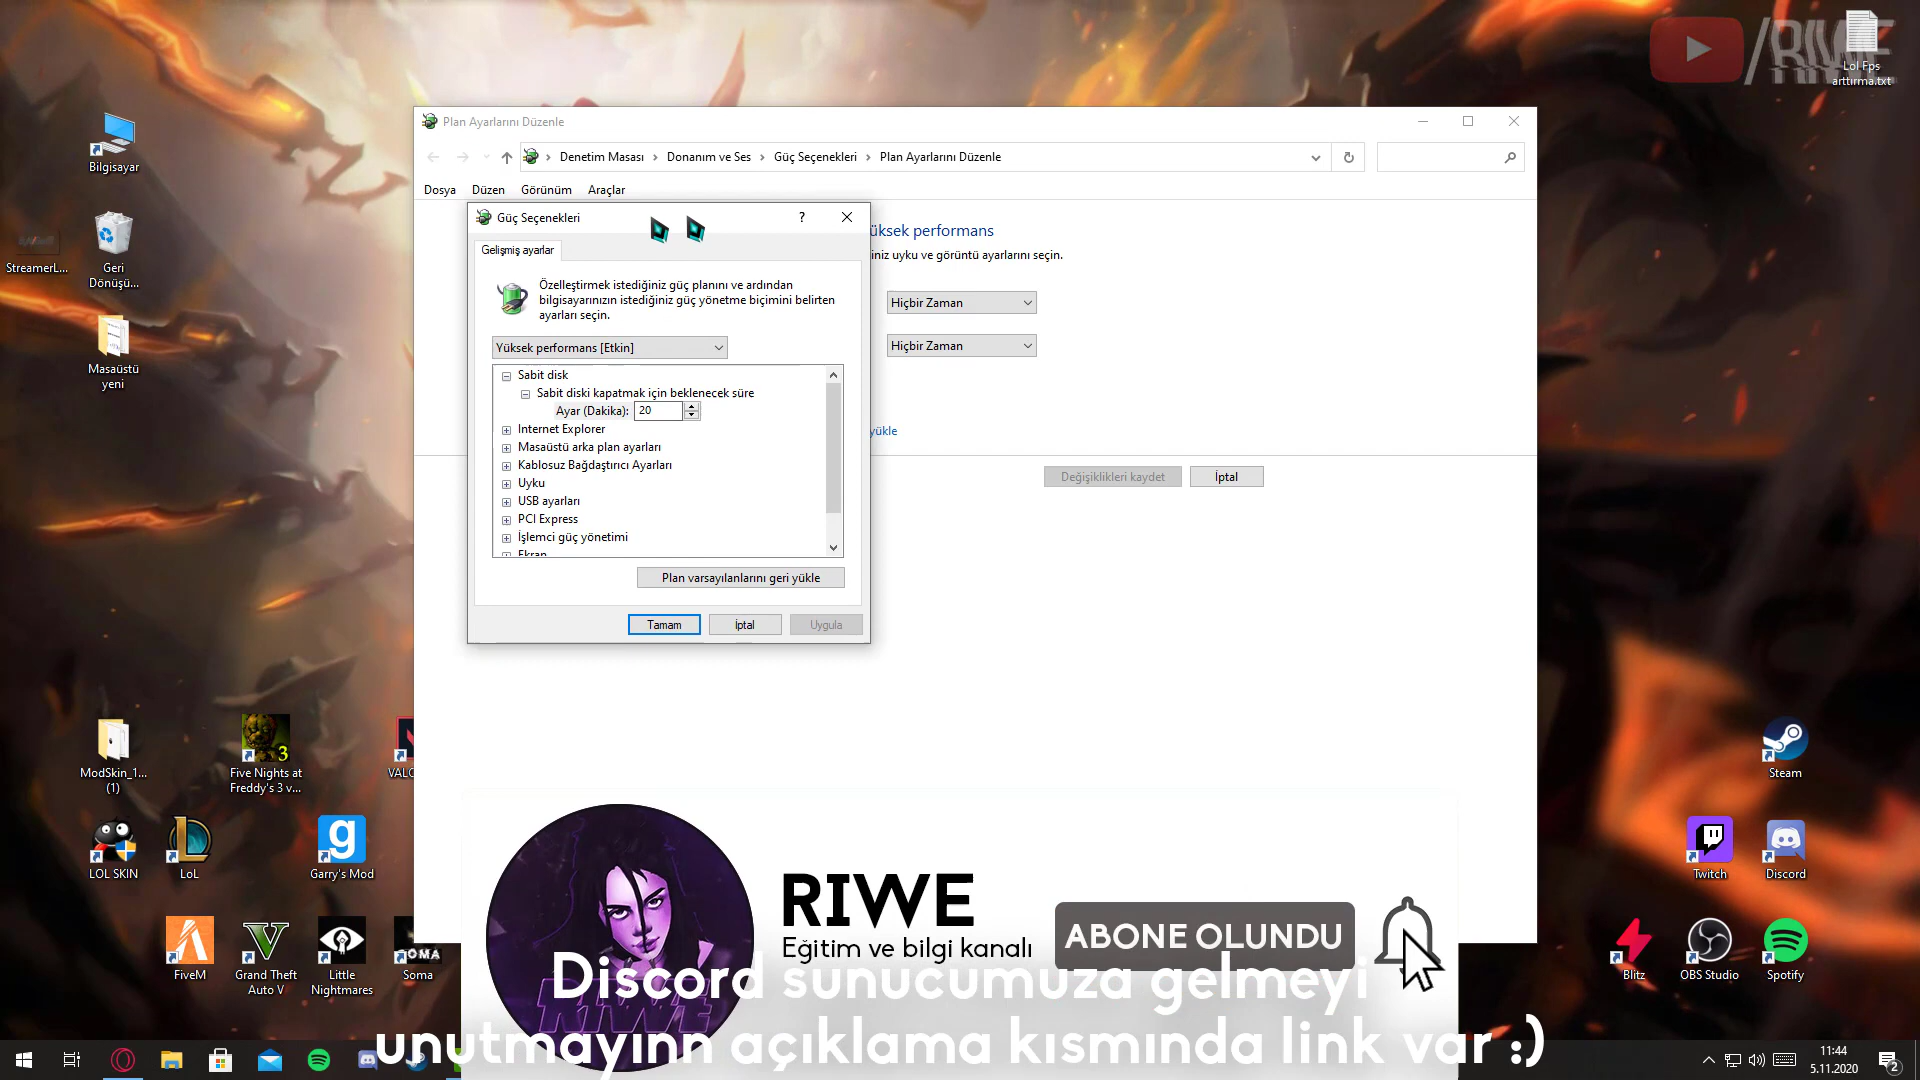 /RIWE
Lol Fps
arttırma.txt
Bilgisayar
StreamerL...
Geri
Dönüşü...
Masaüstü
yeni
Plan Ayarlarını Düzenle
Denetim Masası
Donanım ve Ses
Güç Seçenekleri
Plan Ayarlarını Düzenle
Dosya Düzen Görünüm Araçlar
Güç Seçenekleri
?
Gelişmiş ayarlar
Özelleştirmek istediğiniz güç planını ve ardından
bilgisayarınızın istediğiniz güç yönetme biçimini belirten
ayarları seçin.
Yüksek performans [Etkin]
Sabit disk
Sabit diski kapatmak için beklenecek süre
Ayar (Dakika): 20
Internet Explorer
Masaüstü arka plan ayarları
Kablosuz Bağdaştırıcı Ayarları
Uyku
USB ayarları
PCI Express
İşlemci güç yönetimi
Ekran
Plan varsayılanlarını geri yükle
Tamam İptal Uygula
üksek performans
iniz uyku ve görüntü ayarlarını seçin.
Hiçbir Zaman
Hiçbir Zaman
yükle
Değişiklikleri kaydet İptal
ModSkin_1...
(1)
Five Nights at
Freddy's 3 v...
3
VALO
LOL SKIN
LoL
g
Garry's Mod
FiveM
Grand Theft
Auto V
Little
Nightmares
SOMA
Soma
Steam
Twitch
Discord
Blitz
OBS Studio
Spotify
RIWE
Eğitim ve bilgi kanalı
ABONE OLUNDU
RIWE
Discord sunucumuza gelmeyi
unutmayınn açıklama kısmında link var :)
11:44
5.11.2020
2